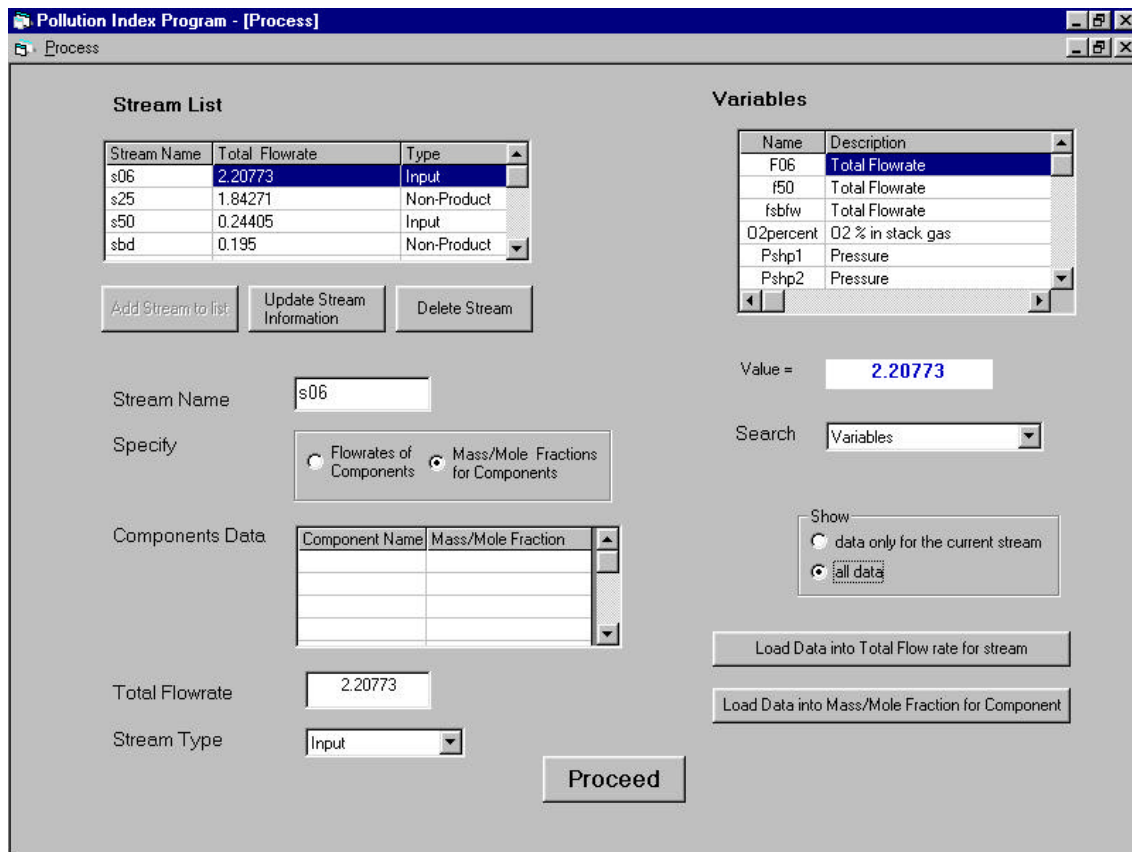 Pollution Index Program - [Process]
Process
Stream List
Stream Name Total Flowrate Type
s06 2.20773 Input
s25 1.84271 Non-Product
s50 0.24405 Input
sbd 0.195 Non-Product
Add Stream to list
Update Stream
Information
Delete Stream
Stream Name
s06
Specify
Flowrates of
Components
Mass/Mole Fractions
for Components
Components Data
Component Name Mass/Mole Fraction
Total Flowrate
2.20773
Stream Type
Input
Proceed
Variables
Name Description
F06 Total Flowrate
f50 Total Flowrate
fsbfw Total Flowrate
O2percent O2 % in stack gas
Pshp1 Pressure
Pshp2 Pressure
Value =
2.20773
Search
Variables
Show
data only for the current stream
all data
Load Data into Total Flow rate for stream
Load Data into Mass/Mole Fraction for Component